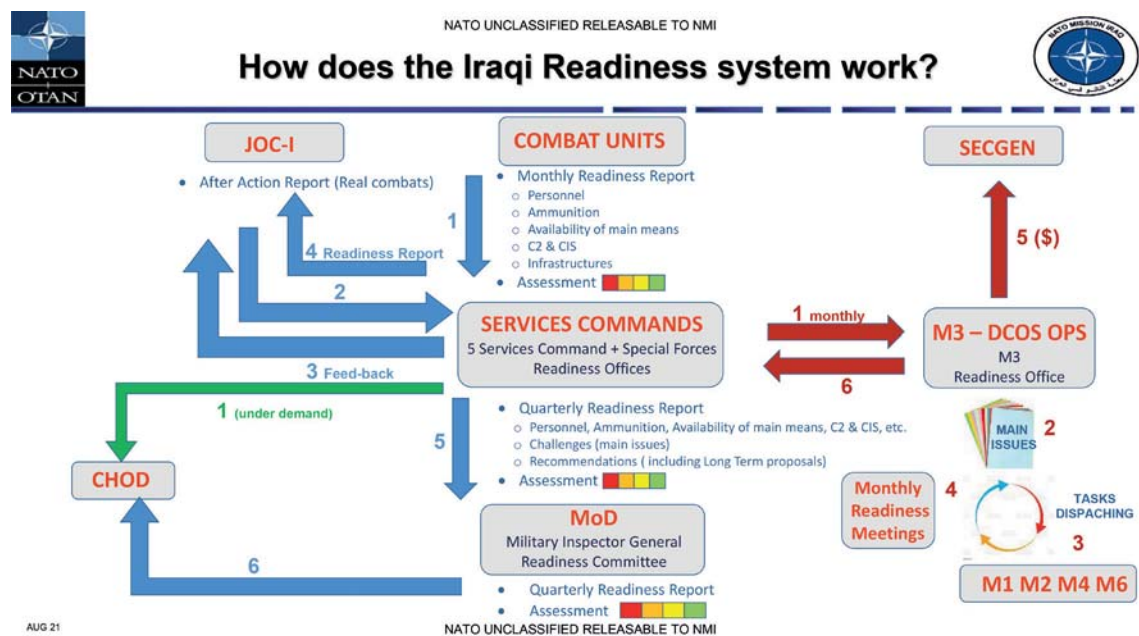 NATO UNCLASSIFIED RELEASABLE TO NMI
NATO
OTAN
How does the Iraqi Readiness system work?
NATO MISSION IRAQ
JOC-I
• After Action Report (Real combats)
COMBAT UNITS
• Monthly Readiness Report
○ Personnel
○ Ammunition
○ Availability of main means
○ C2 & CIS
○ Infrastructures
• Assessment
1
4 Readiness Report
2
3 Feed-back
1 (under demand)
SERVICES COMMANDS
5 Services Command + Special Forces
Readiness Offices
5
• Quarterly Readiness Report
○ Personnel, Ammunition, Availability of main means, C2 & CIS, etc.
○ Challenges (main issues)
○ Recommendations ( including Long Term proposals)
• Assessment
CHOD
MoD
Military Inspector General
Readiness Committee
6
• Quarterly Readiness Report
• Assessment
SECGEN
5 ($)
1 monthly
6
M3 – DCOS OPS
M3
Readiness Office
MAIN
ISSUES
2
Monthly
Readiness
Meetings
4
TASKS
DISPACHING
3
M1 M2 M4 M6
AUG 21
NATO UNCLASSIFIED RELEASABLE TO NMI